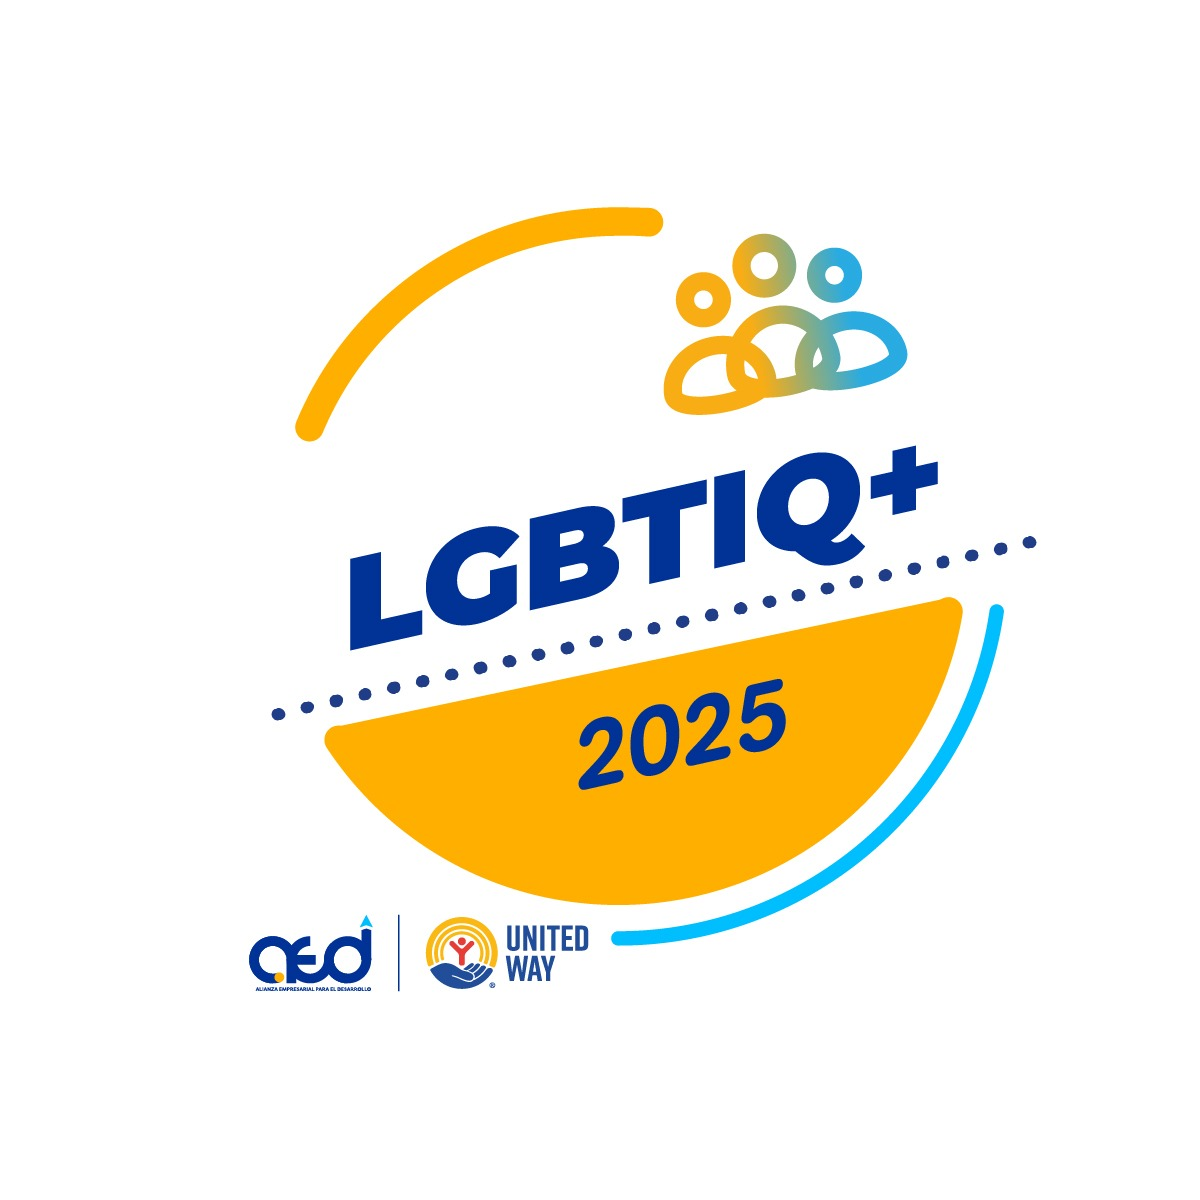 LGBTIQ+
2025
aed
ALIANZA EMPRESARIAL PARA EL DESARROLLO
UNITED
WAY
®